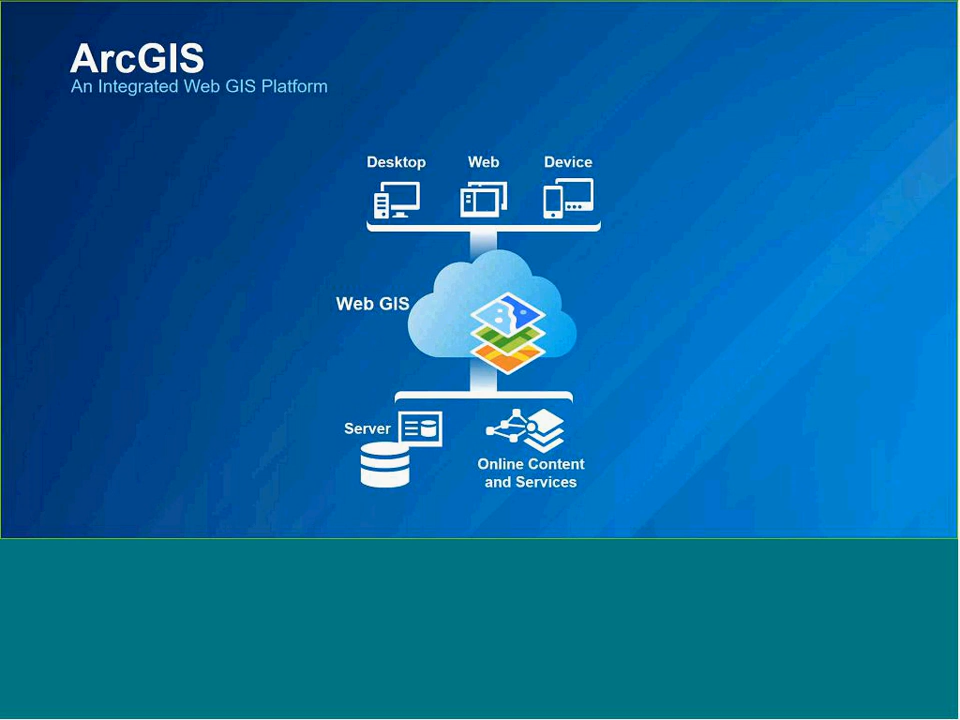 ArcGIS
An Integrated Web GIS Platform
Desktop Web Device
Web GIS
Server
Online Content
and Services